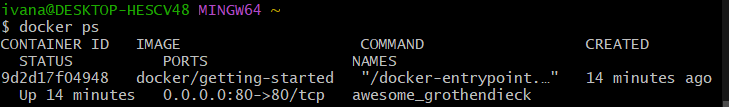 ivana@DESKTOP-HESCV48 MINGW64 ~
$ docker ps
CONTAINER ID   IMAGE                    COMMAND                  CREATED
  STATUS          PORTS                NAMES
9d2d17f04948   docker/getting-started   "/docker-entrypoint.…"   14 minutes ago
  Up 14 minutes   0.0.0.0:80->80/tcp   awesome_grothendieck